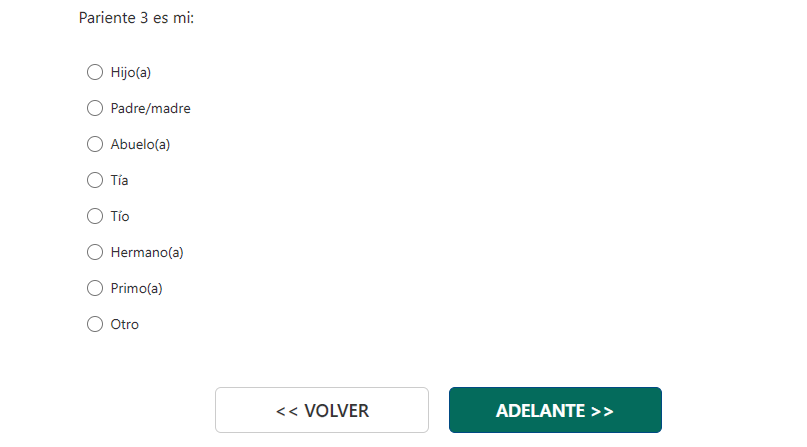 Pariente 3 es mi:
Hijo(a)
Padre/madre
Abuelo(a)
Tía
Tío
Hermano(a)
Primo(a)
Otro
<< VOLVER
ADELANTE >>